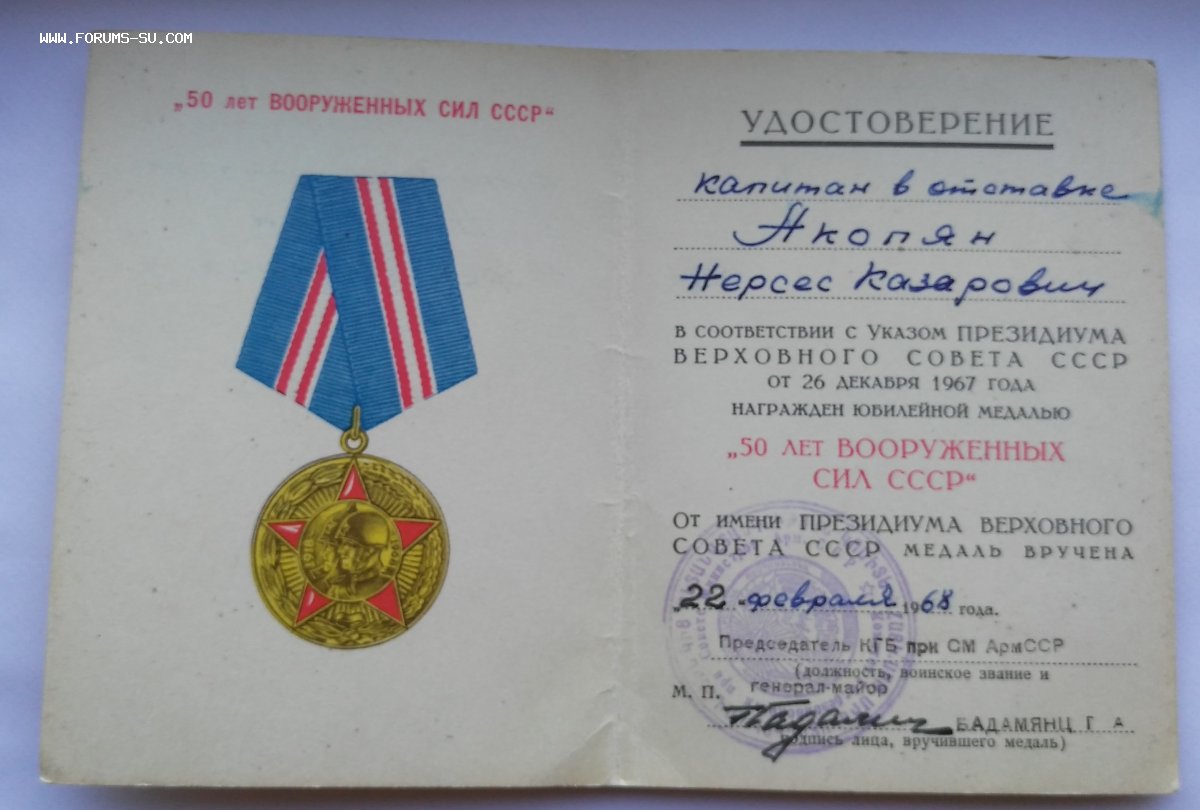 WWW.FORUMS-SU.COM
„50 лет ВООРУЖЕННЫХ СИЛ СССР“
УДОСТОВЕРЕНИЕ
капитан в отставке
Акопян
Нерсес Казарович
В СООТВЕТСТВИИ С УКАЗОМ ПРЕЗИДИУМА
ВЕРХОВНОГО СОВЕТА СССР
ОТ 26 ДЕКАБРЯ 1967 ГОДА
НАГРАЖДЕН ЮБИЛЕЙНОЙ МЕДАЛЬЮ
„50 ЛЕТ ВООРУЖЕННЫХ
СИЛ СССР“
ОТ ИМЕНИ ПРЕЗИДИУМА ВЕРХОВНОГО
СОВЕТА СССР МЕДАЛЬ ВРУЧЕНА
„22“ февраля 1968 года.
Председатель КГБ при СМ АрмССР
(должность, воинское звание и
М. П. генерал-майор
БАДАМЯНЦ Г. А
подпись лица, вручившего медаль)